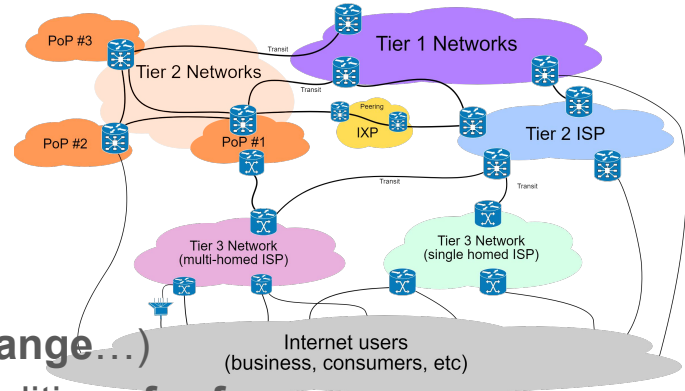 PoP #3
Transit
Tier 1 Networks
Tier 2 Networks
Transit
Peering
IXP
PoP #2
PoP #1
Tier 2 ISP
Transit
Transit
Tier 3 Network
(multi-homed ISP)
Tier 3 Network
(single homed ISP)
ange…)
Internet users
(business, consumers, etc)